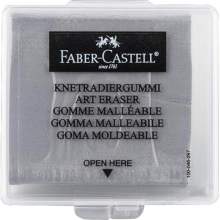 FABER-CASTELL
since 1761
KNETRADIERGUMMI
ART ERASER
GOMME MALLÉABLE
GOMMA MALLEABILE
GOMA MOLDEABLE
OPEN HERE